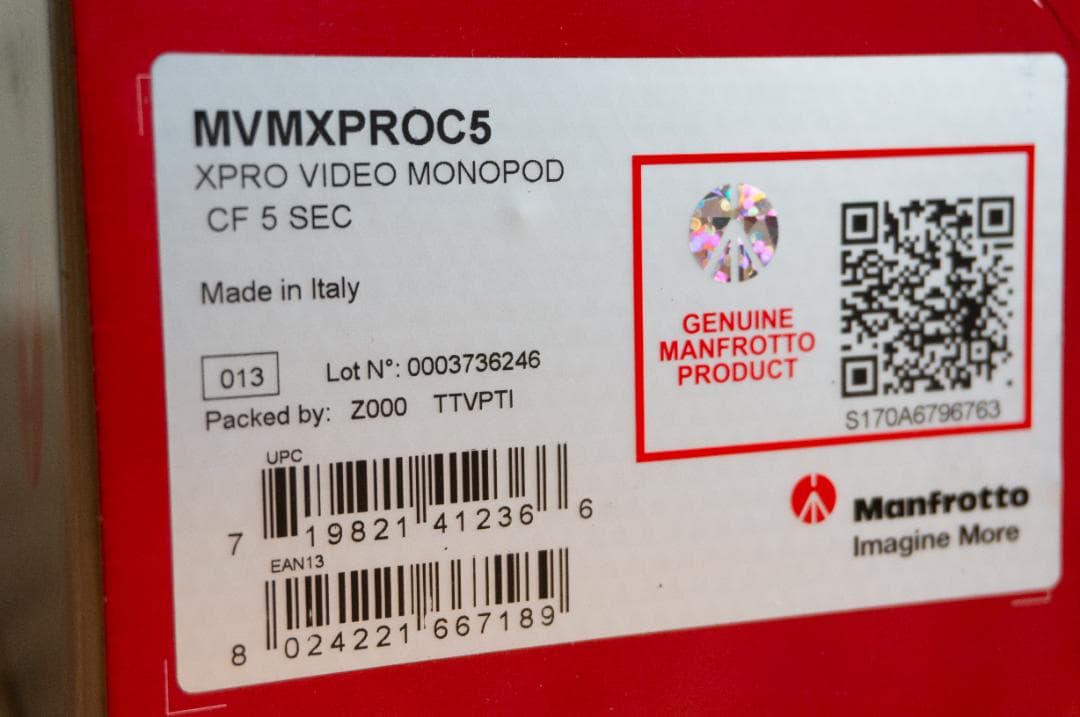 MVMXPROC5
XPRO VIDEO MONOPOD
CF 5 SEC
Made in Italy
013
Lot N°: 0003736246
Packed by: Z000 TTVPTI
UPC
7 19821 41236 6
EAN13
8 024221 667189
GENUINE
MANFROTTO
PRODUCT
S170A6796763
Manfrotto
Imagine More